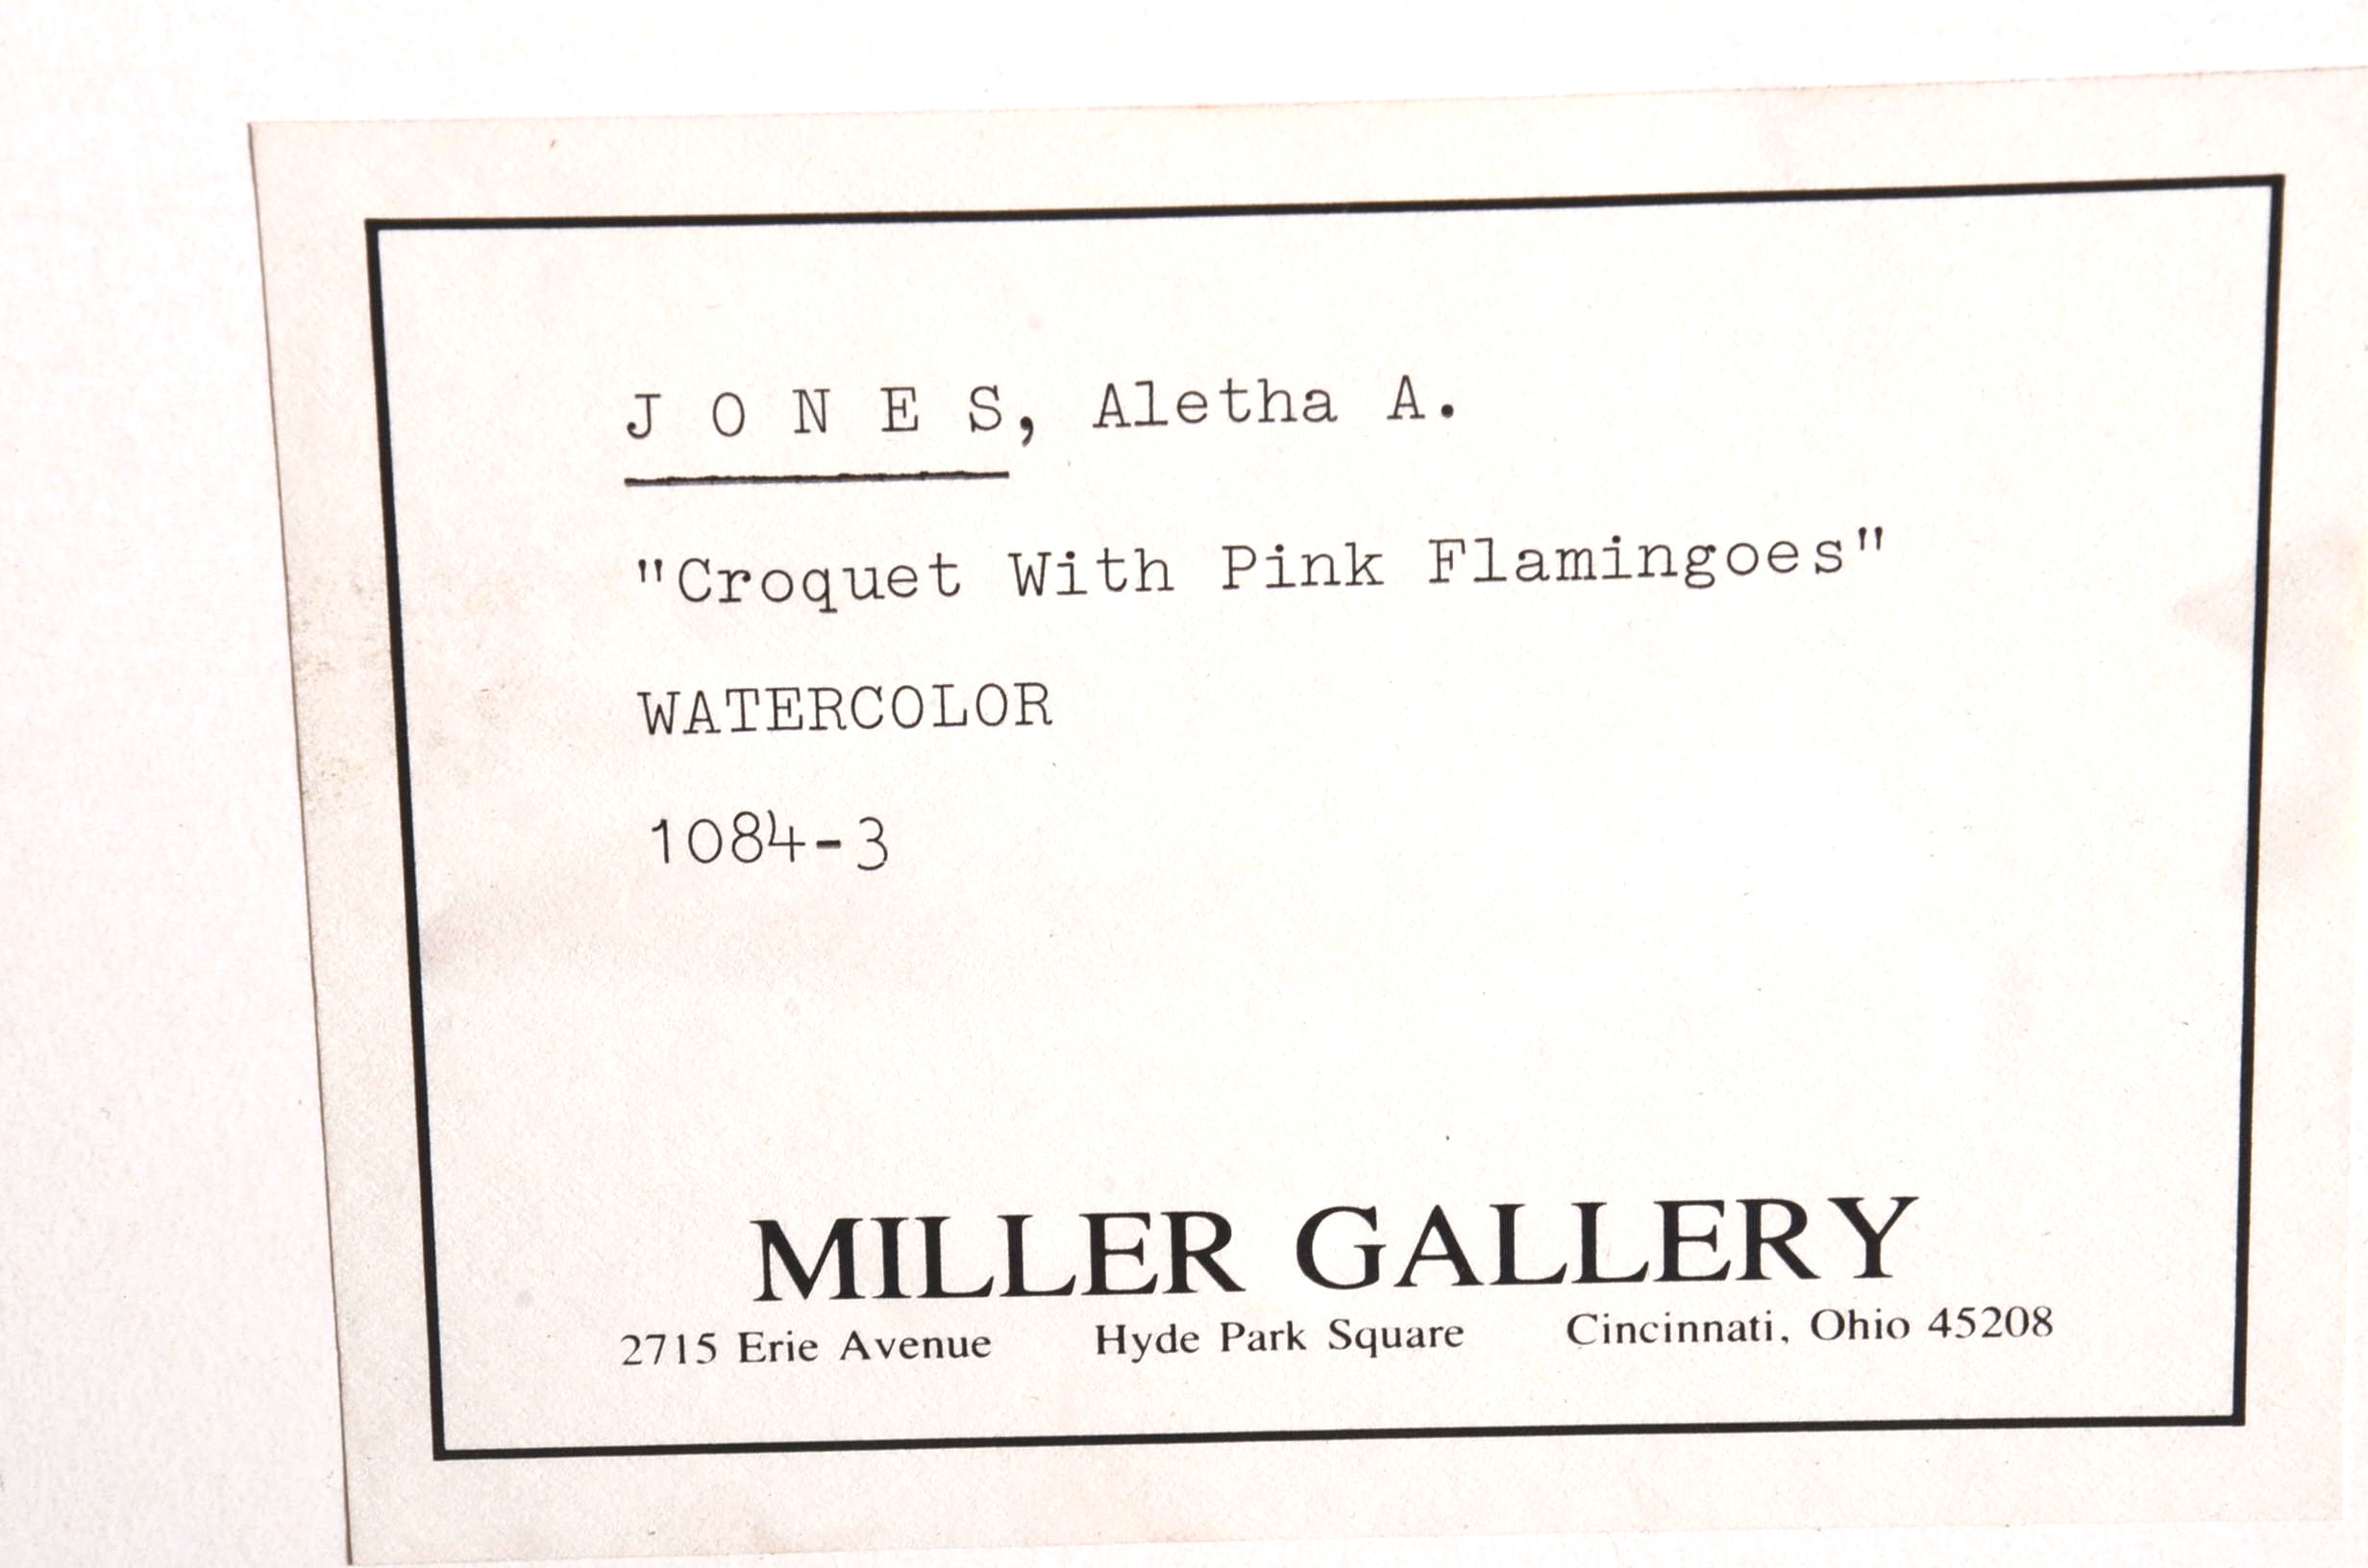 J O N E S, Aletha A.
"Croquet With Pink Flamingoes"
WATERCOLOR
1084-3
MILLER GALLERY
2715 Erie Avenue Hyde Park Square Cincinnati, Ohio 45208